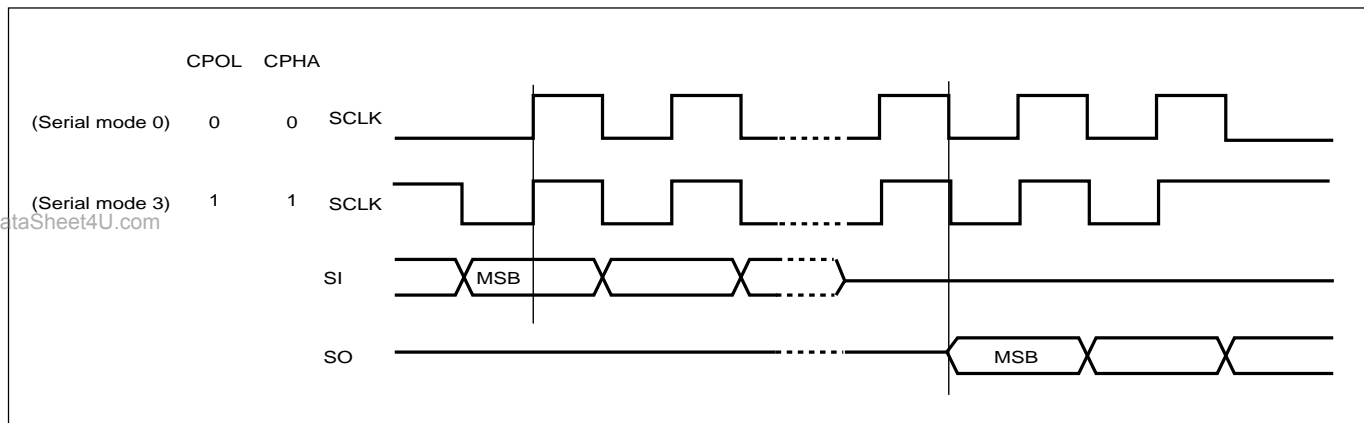 CPOL CPHA
(Serial mode 0) 0 0 SCLK
(Serial mode 3) 1 1 SCLK
ataSheet4U.com
SI MSB
SO MSB